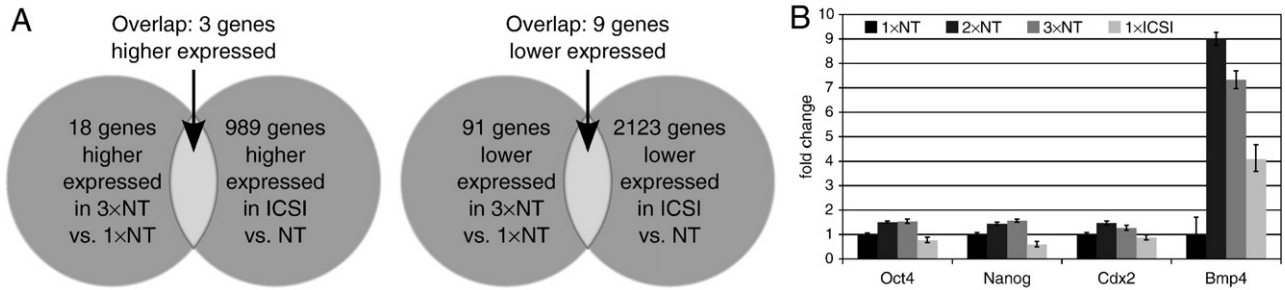 A
Overlap: 3 genes
higher expressed
18 genes
higher
expressed
in 3×NT
vs. 1×NT
989 genes
higher
expressed
in ICSI
vs. NT
Overlap: 9 genes
lower expressed
91 genes
lower
expressed
in 3×NT
vs. 1×NT
2123 genes
lower
expressed
in ICSI
vs. NT
B
fold change
10
9
8
7
6
5
4
3
2
1
0
1×NT 2×NT 3×NT 1×ICSI
Oct4 Nanog Cdx2 Bmp4